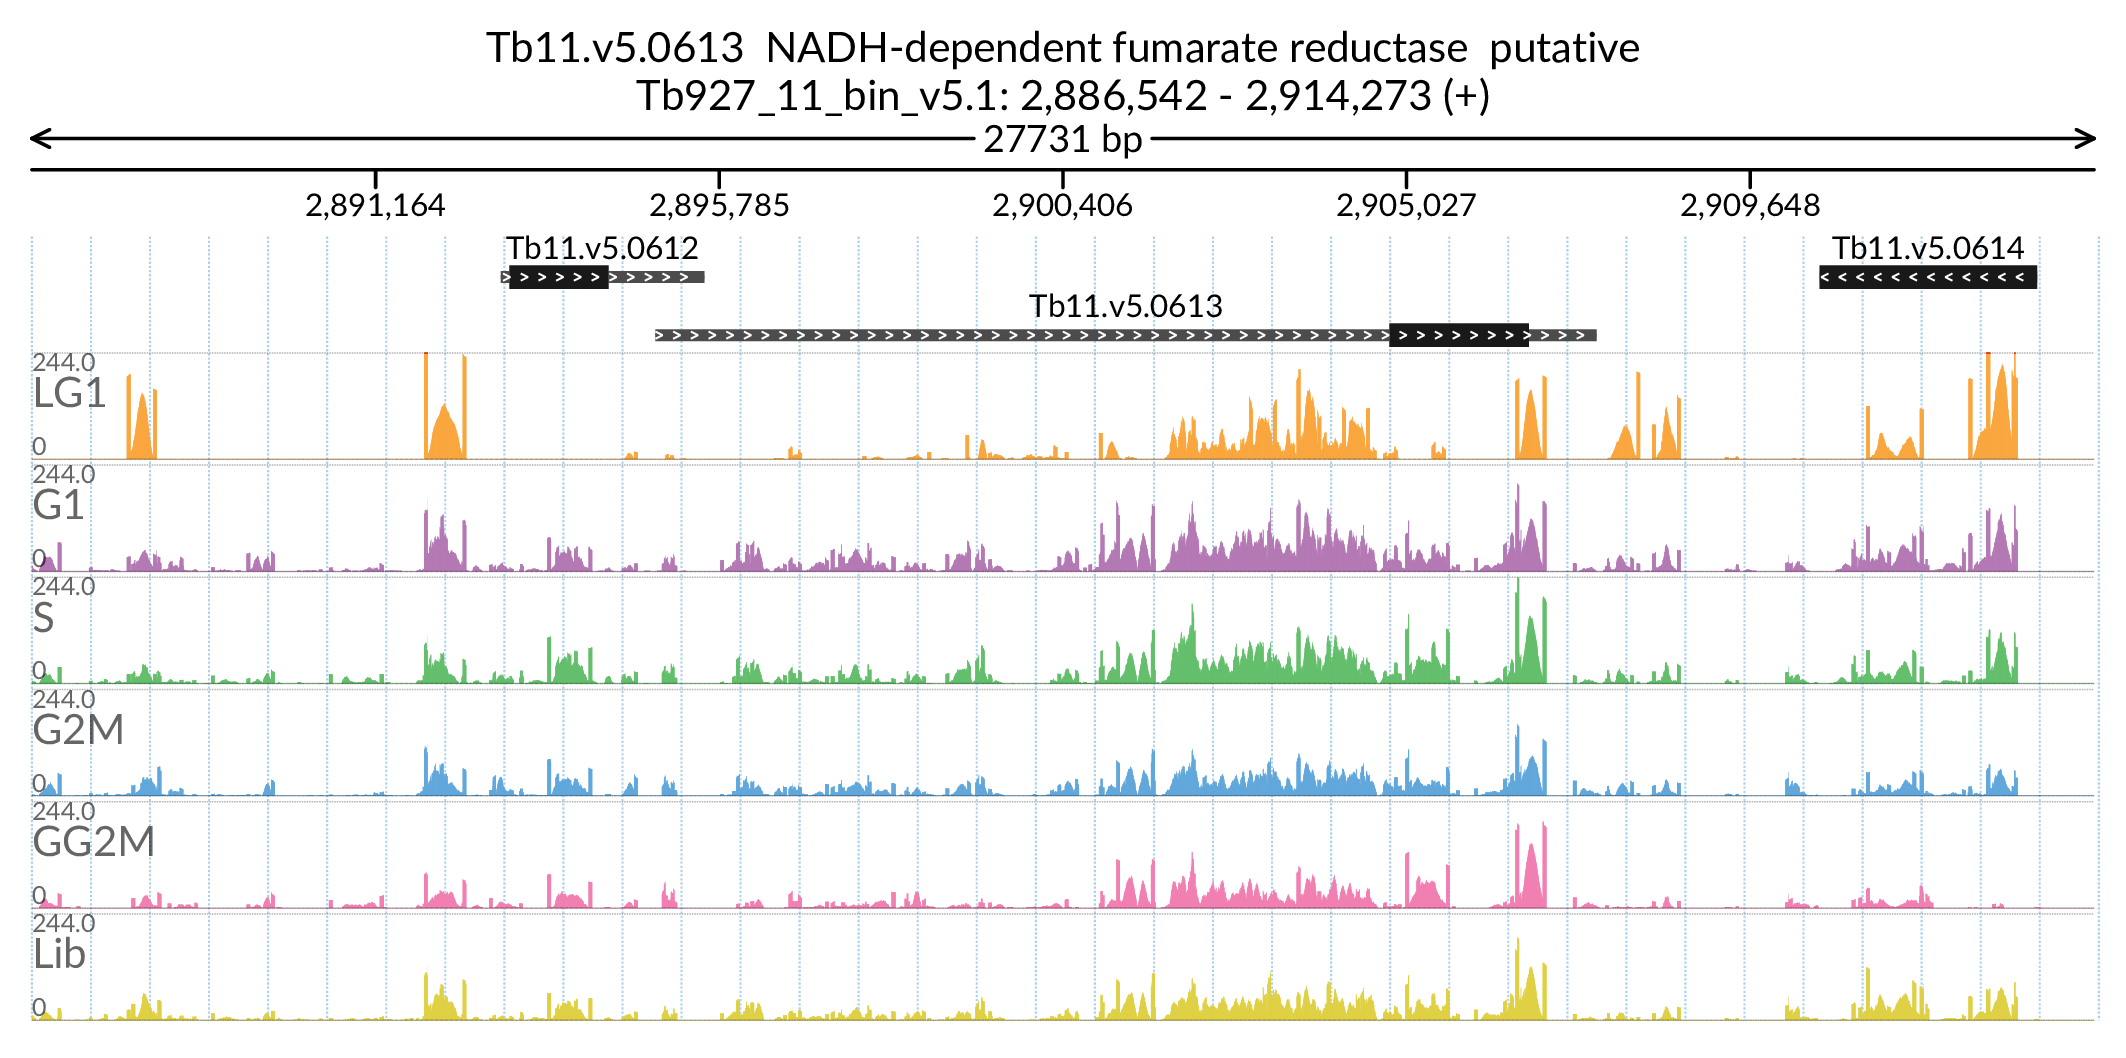 Tb11.v5.0613  NADH-dependent fumarate reductase  putative
Tb927_11_bin_v5.1: 2,886,542 - 2,914,273 (+)
27731 bp
2,891,164 2,895,785 2,900,406 2,905,027 2,909,648
Tb11.v5.0612 Tb11.v5.0614
Tb11.v5.0613
244.0
LG1
0
244.0
G1
0
244.0
S
0
244.0
G2M
0
244.0
GG2M
0
244.0
Lib
0